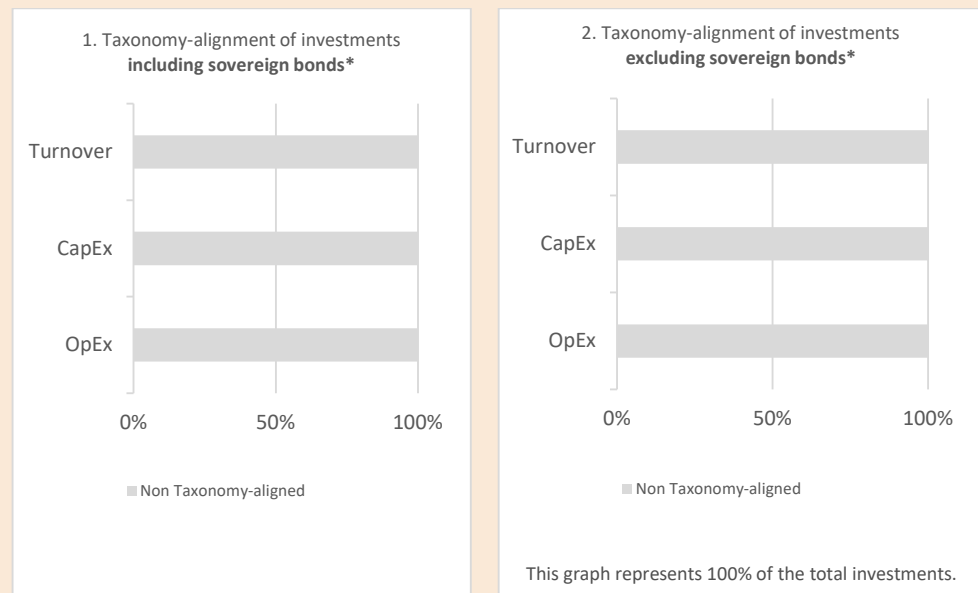 1. Taxonomy-alignment of investments
including sovereign bonds*
Turnover
CapEx
OpEx
0%
50%
100%
Non Taxonomy-aligned
2. Taxonomy-alignment of investments
excluding sovereign bonds*
Turnover
CapEx
OpEx
0%
50%
100%
Non Taxonomy-aligned
This graph represents 100% of the total investments.